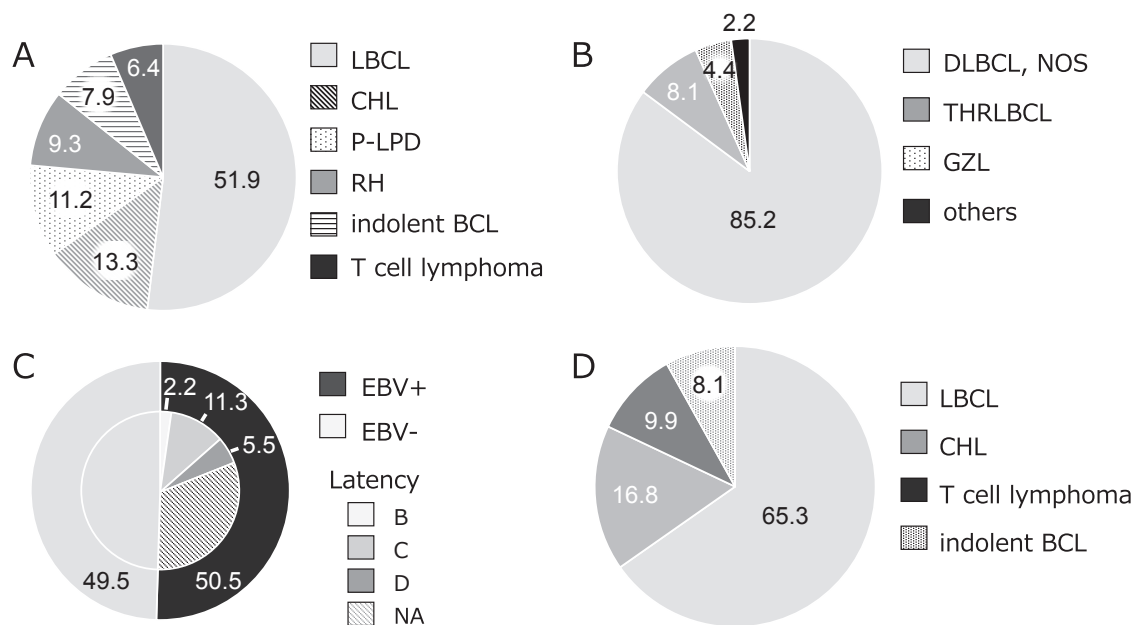 A
6.4
7.9
9.3
11.2
13.3
51.9
LBCL
CHL
P-LPD
RH
indolent BCL
T cell lymphoma
B
2.2
4.4
8.1
85.2
DLBCL, NOS
THRLBCL
GZL
others
C
2.2
11.3
5.5
49.5
50.5
EBV+
EBV-
Latency
B
C
D
NA
D
8.1
9.9
16.8
65.3
LBCL
CHL
T cell lymphoma
indolent BCL